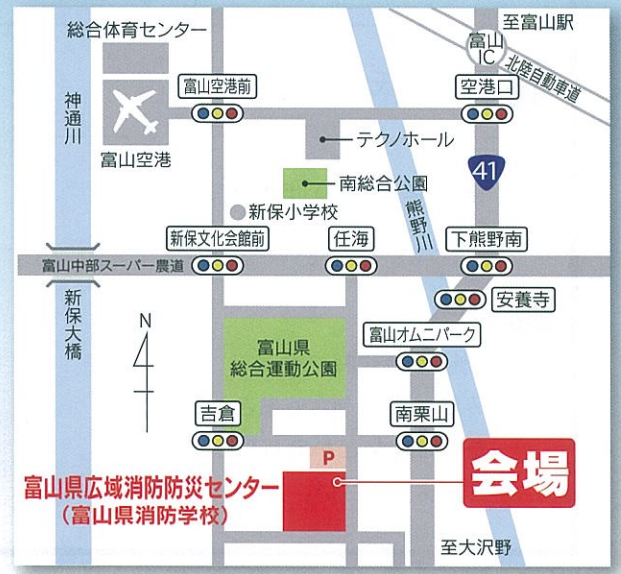 総合体育センター
至富山駅
富山
IC
北陸自動車道
富山空港前
空港口
神通川
テクノホール
富山空港
41
南総合公園
新保小学校
熊野川
新保文化会館前
任海
下熊野南
富山中部スーパー農道
安養寺
新保大橋
N
富山オムニパーク
富山県
総合運動公園
吉倉
南栗山
P
会場
富山県広域消防防災センター
(富山県消防学校)
至大沢野